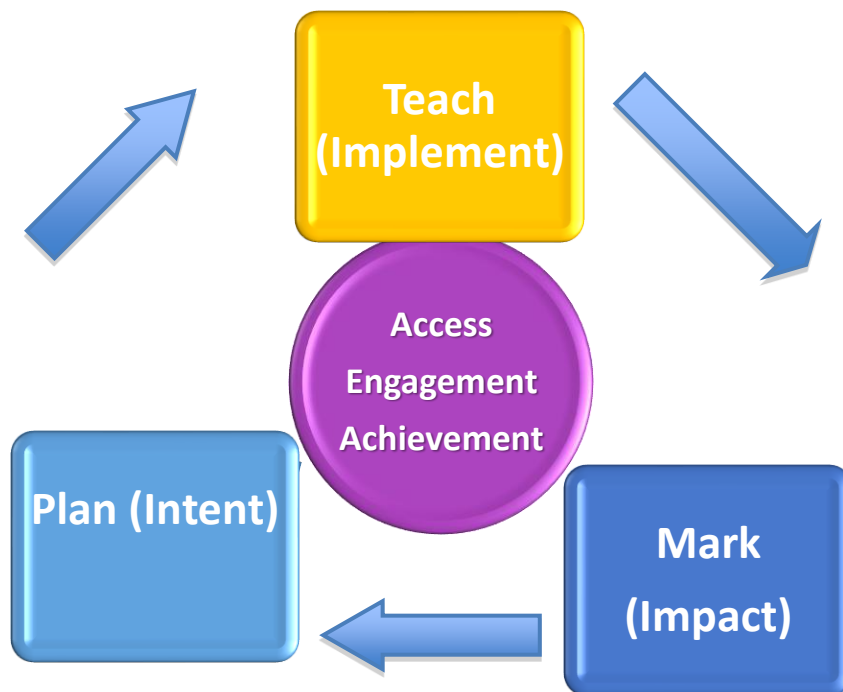 Teach
(Implement)
Access
Engagement
Achievement
Plan (Intent)
Mark
(Impact)